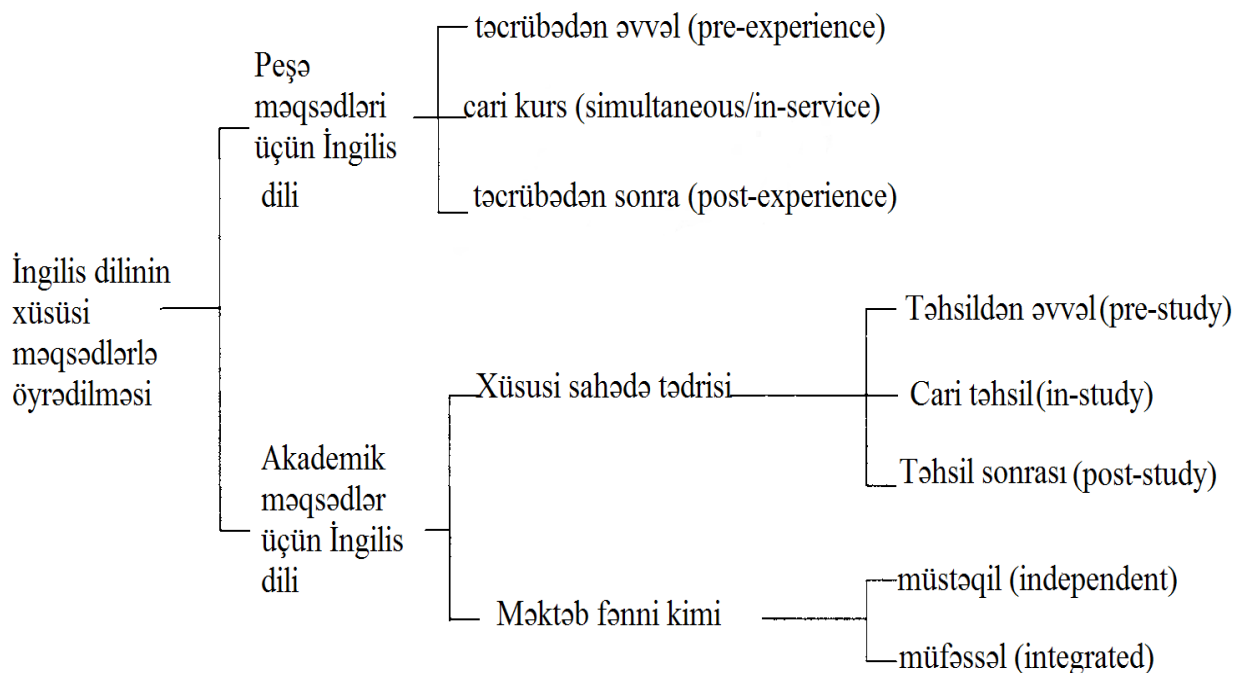 təcrübədən əvvəl (pre-experience)
Peşə
məqsədləri
üçün İngilis
dili
cari kurs (simultaneous/in-service)
təcrübədən sonra (post-experience)
İngilis dilinin
xüsüsi
məqsədlərlə
öyrədilməsi
Təhsildən əvvəl (pre-study)
Xüsusi sahədə tədrisi
Cari təhsil (in-study)
Təhsil sonrası (post-study)
Akademik
məqsədlər
üçün İngilis
dili
müstəqil (independent)
Məktəb fənni kimi
müfəssəl (integrated)